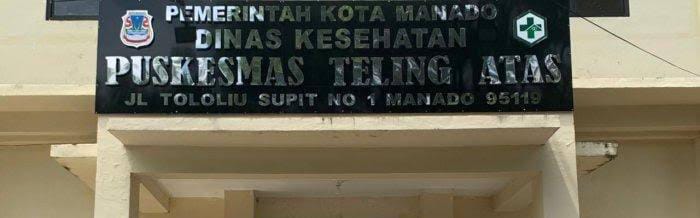 PEMERINTAH KOTA MANADO
DINAS KESEHATAN
PUSKESMAS TELING ATAS
JL TOLOLIU SUPIT NO 1 MANADO 95119